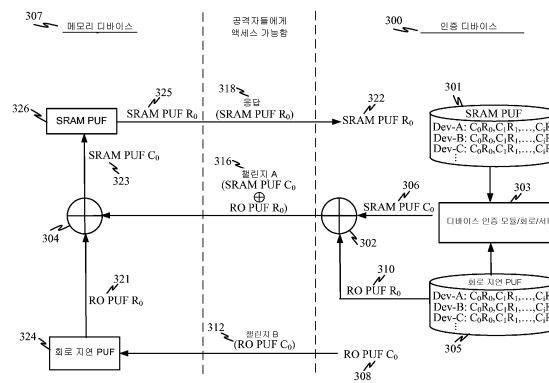 307
메모리 디바이스
공격자들에게
액세스 가능함
300
인증 디바이스
326
SRAM PUF
325
SRAM PUF R₀
318
응답
(SRAM PUF R₀)
322
SRAM PUF R₀
301
SRAM PUF
Dev-A: C₀R₀,C₁R₁,…,CᵢR
Dev-B: C₀R₀,C₁R₁,…,CᵢR
Dev-C: C₀R₀,C₁R₁,…,CᵢR
⋮
SRAM PUF C₀
323
316
챌린지 A
(SRAM PUF C₀
⊕
RO PUF R₀)
306
SRAM PUF C₀
303
디바이스 인증 모듈/회로/서
304
302
321
RO PUF R₀
310
RO PUF R₀
회로 지연 PUF
Dev-A: C₀R₀,C₁R₁,…,CᵢR
Dev-B: C₀R₀,C₁R₁,…,CᵢR
Dev-C: C₀R₀,C₁R₁,…,CᵢR
⋮
305
324
회로 지연 PUF
312
챌린지 B
(RO PUF C₀)
RO PUF C₀
308